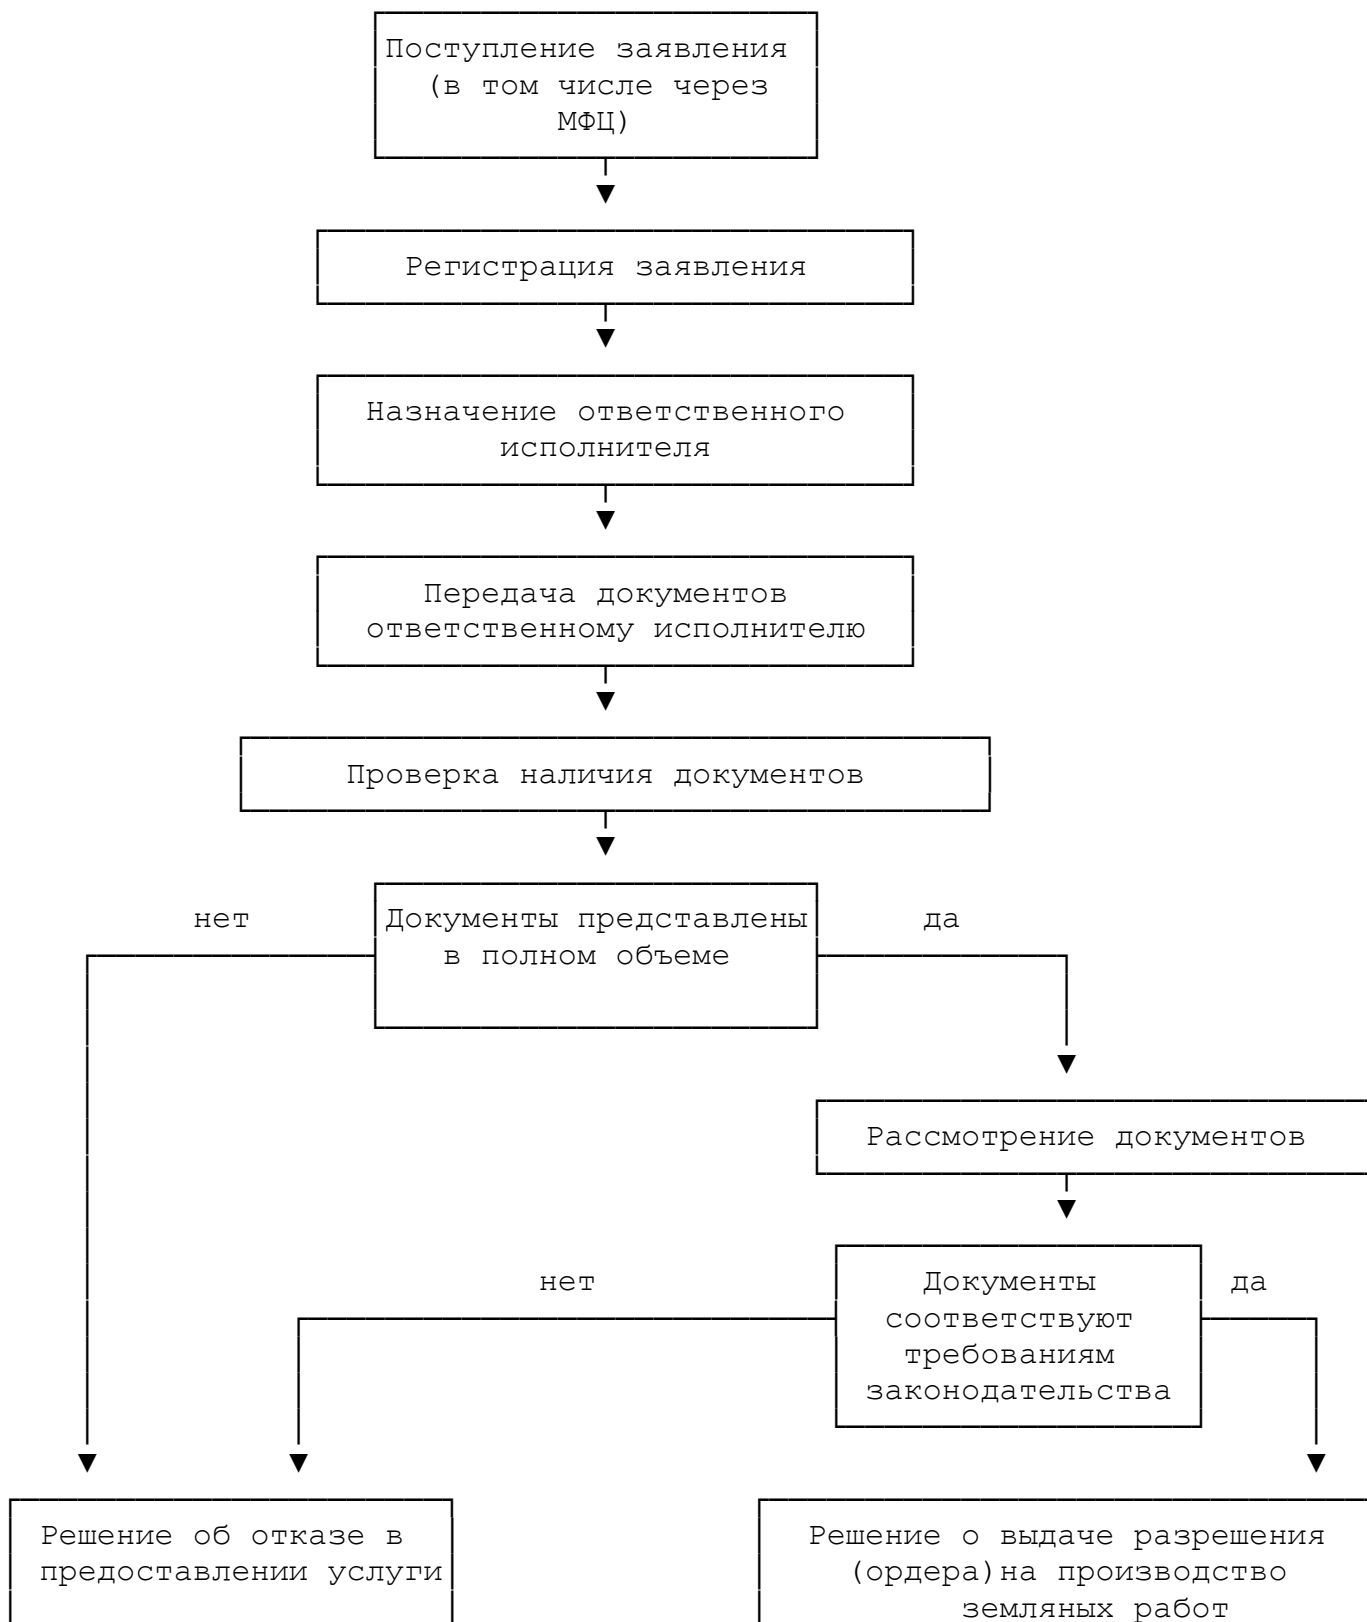 Поступление заявления
(в том числе через
МФЦ)
Регистрация заявления
Назначение ответственного
исполнителя
Передача документов
ответственному исполнителю
Проверка наличия документов
нет
Документы представлены
в полном объеме
да
Рассмотрение документов
нет
Документы
соответствуют
требованиям
законодательства
да
Решение об отказе в
предоставлении услуги
Решение о выдаче разрешения
(ордера)на производство
земляных работ